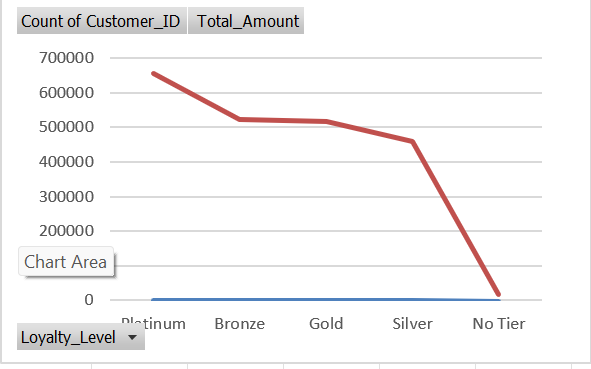 Count of Customer_ID Total_Amount
700000
600000
500000
400000
300000
200000
Chart Area
0
Platinum Bronze Gold Silver No Tier
Loyalty_Level